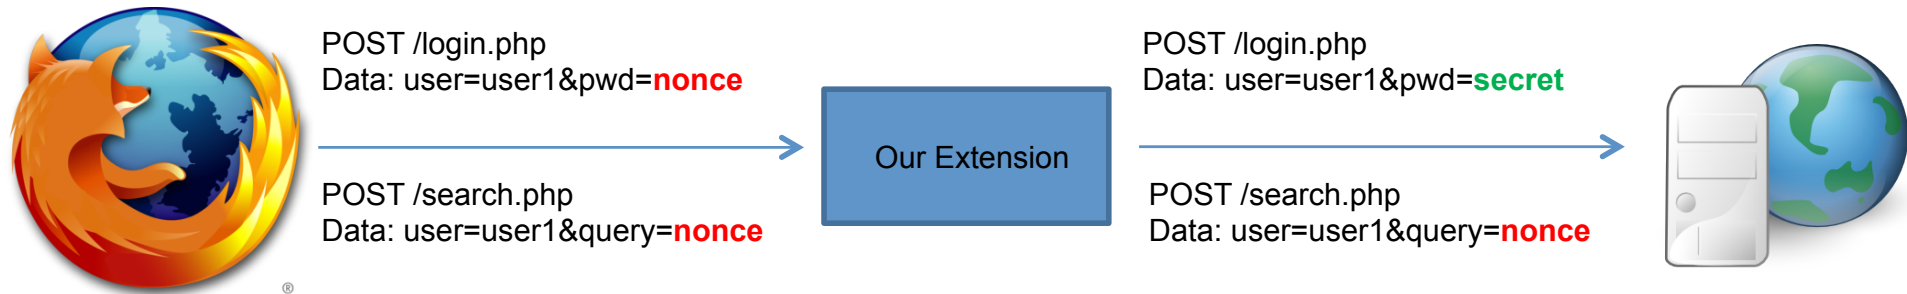 POST /login.php
Data: user=user1&pwd=nonce
POST /search.php
Data: user=user1&query=nonce
®
Our Extension
POST /login.php
Data: user=user1&pwd=secret
POST /search.php
Data: user=user1&query=nonce